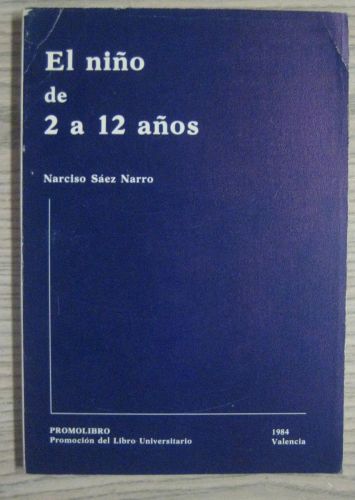 El niño
de
2 a 12 años
Narciso Sáez Narro
PROMOLIBRO
Promoción del Libro Universitario
1984
Valencia